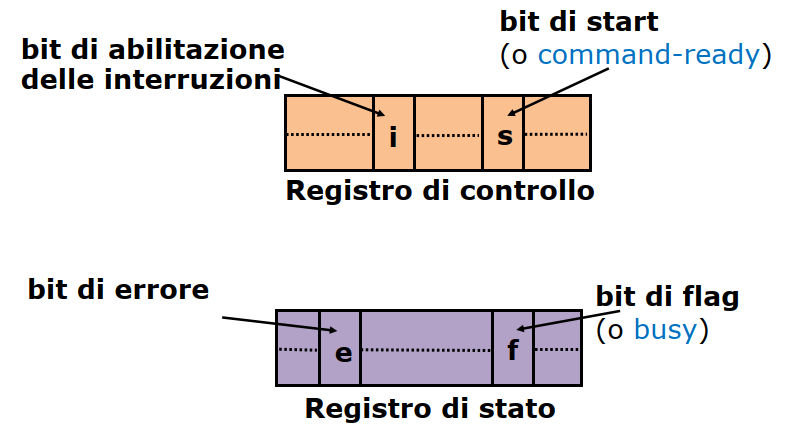 bit di start
(o command-ready)
bit di abilitazione
delle interruzioni
i
s
Registro di controllo
bit di errore
bit di flag
(o busy)
e
f
Registro di stato